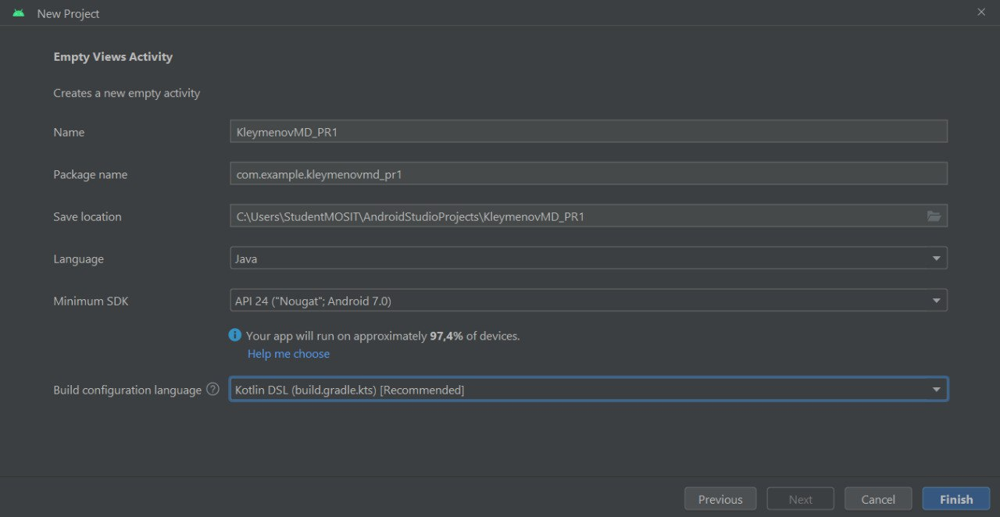 New Project
Empty Views Activity
Creates a new empty activity
Name KleymenovMD_PR1
Package name com.example.kleymenovmd_pr1
Save location C:\Users\StudentMOSIT\AndroidStudioProjects\KleymenovMD_PR1
Language Java
Minimum SDK API 24 ("Nougat"; Android 7.0)
Your app will run on approximately 97,4% of devices.
Help me choose
Build configuration language ? Kotlin DSL (build.gradle.kts) [Recommended]
Previous Next Cancel Finish